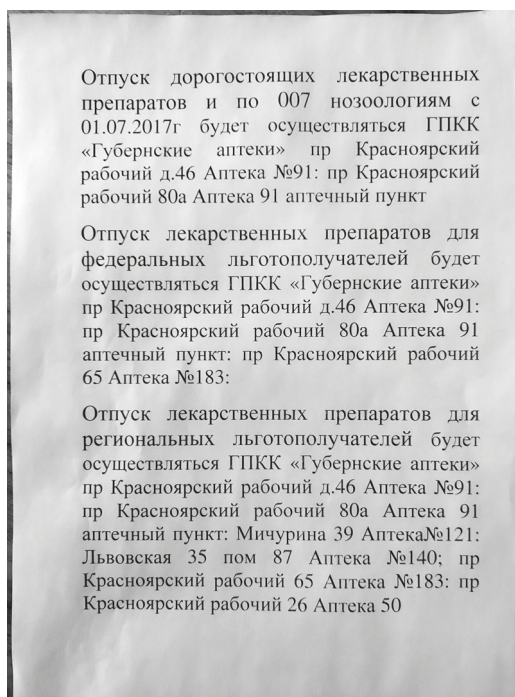 Отпуск дорогостоящих лекарственных
препаратов и по 007 нозоологиям с
01.07.2017г будет осуществляться ГПКК
«Губернские аптеки» пр Красноярский
рабочий д.46 Аптека №91: пр Красноярский
рабочий 80а Аптека 91 аптечный пункт
Отпуск лекарственных препаратов для
федеральных льготополучателей будет
осуществляться ГПКК «Губернские аптеки»
пр Красноярский рабочий д.46 Аптека №91:
пр Красноярский рабочий 80а Аптека 91
аптечный пункт: пр Красноярский рабочий
65 Аптека №183:
Отпуск лекарственных препаратов для
региональных льготополучателей будет
осуществляться ГПКК «Губернские аптеки»
пр Красноярский рабочий д.46 Аптека №91:
пр Красноярский рабочий 80а Аптека 91
аптечный пункт: Мичурина 39 Аптека№121:
Львовская 35 пом 87 Аптека №140; пр
Красноярский рабочий 65 Аптека №183: пр
Красноярский рабочий 26 Аптека 50